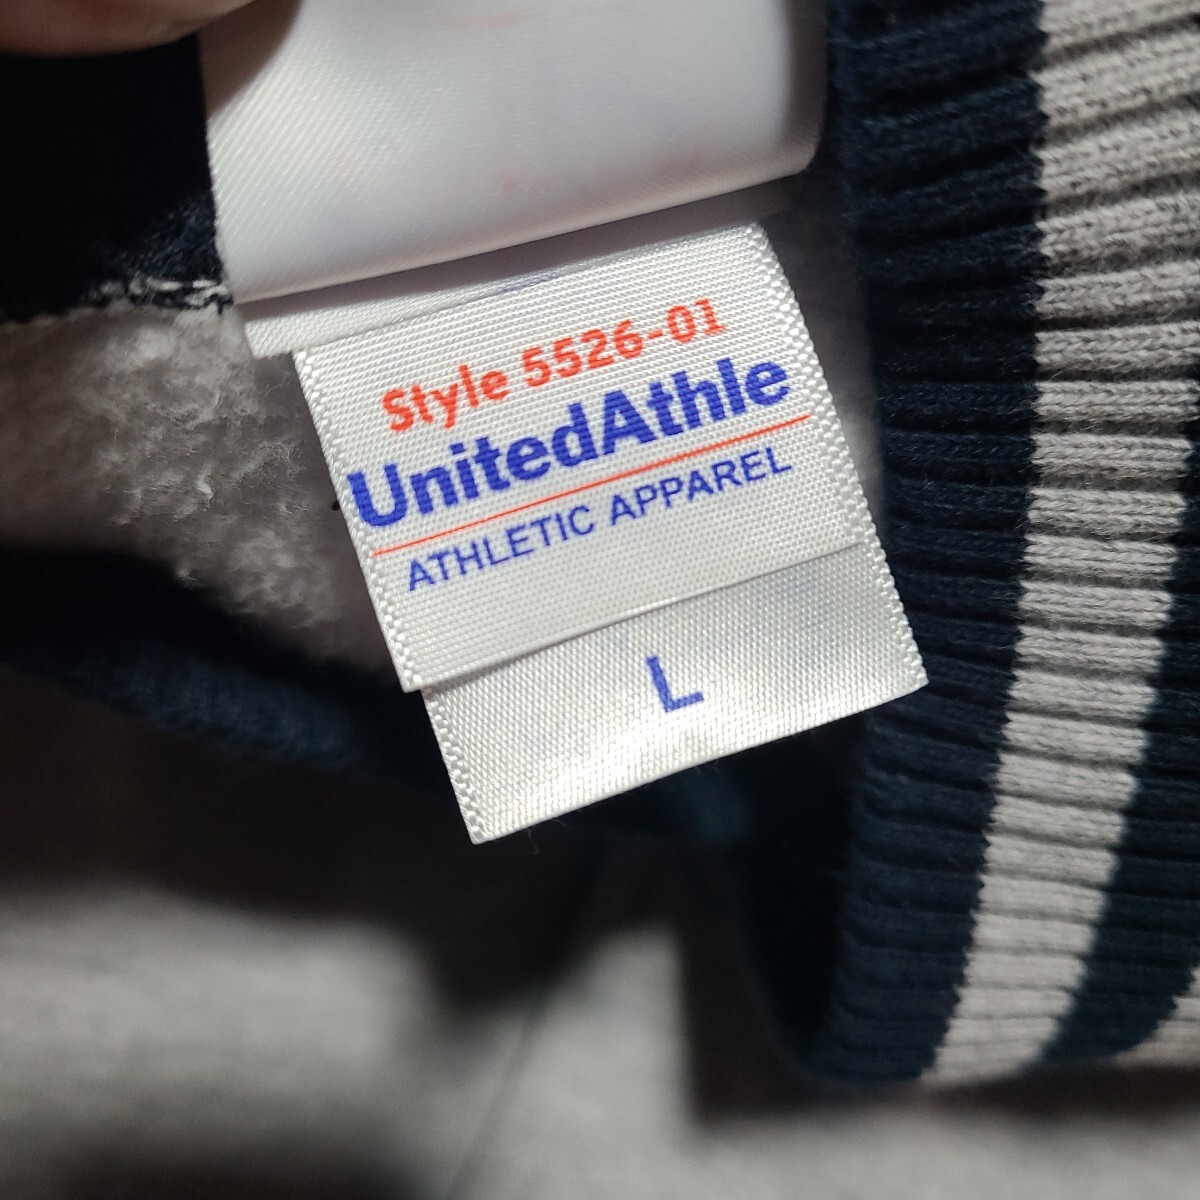 Style 5526-01
UnitedAthle
ATHLETIC APPAREL
L